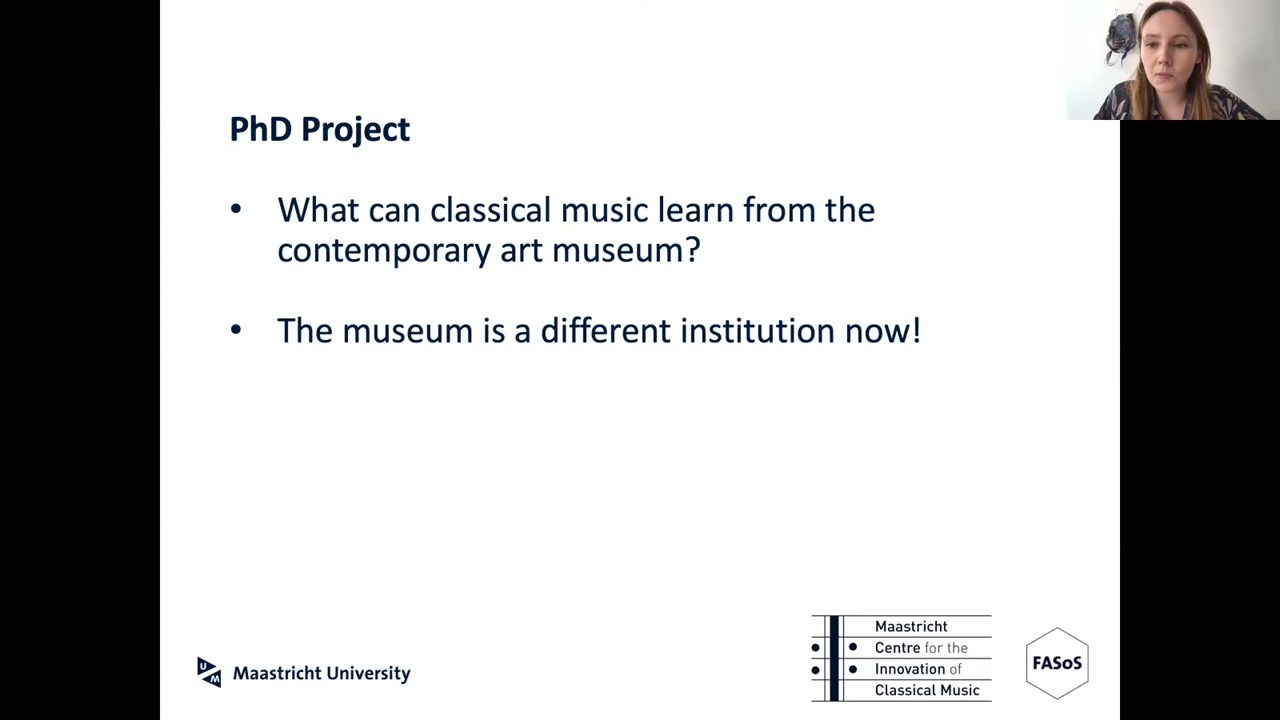 PhD Project
• What can classical music learn from the
contemporary art museum?
• The museum is a different institution now!
UM Maastricht University
Maastricht
Centre for the
Innovation of
Classical Music
FASoS